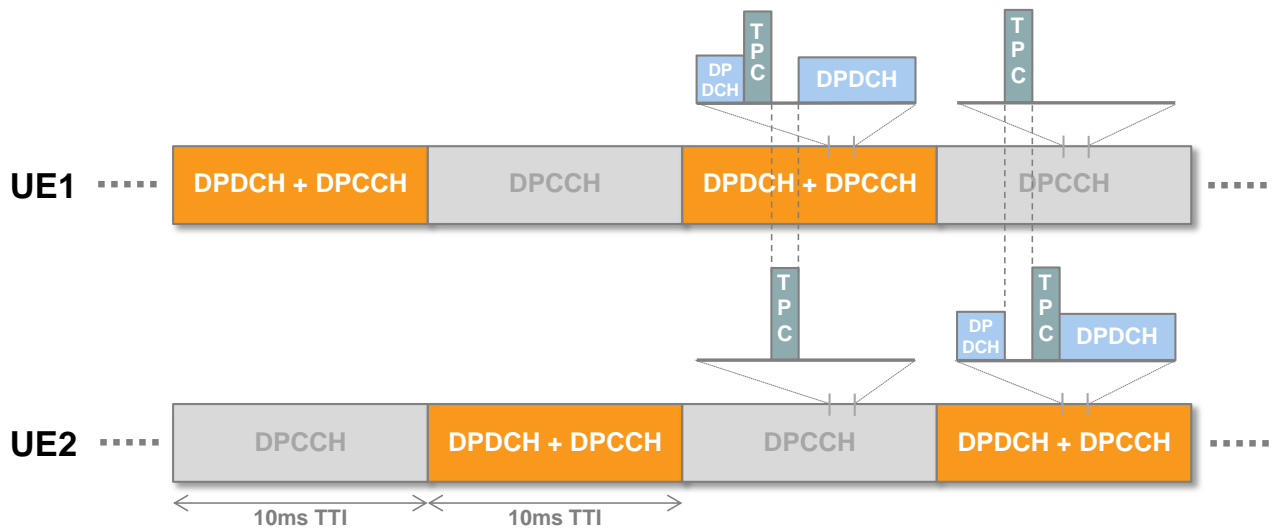 T
P
C
DP
DCH
DPDCH
T
P
C
UE1
DPDCH + DPCCH
DPCCH
DPDCH + DPCCH
DPCCH
T
P
C
T
P
C
DP
DCH
DPDCH
UE2
DPCCH
DPDCH + DPCCH
DPCCH
DPDCH + DPCCH
10ms TTI
10ms TTI